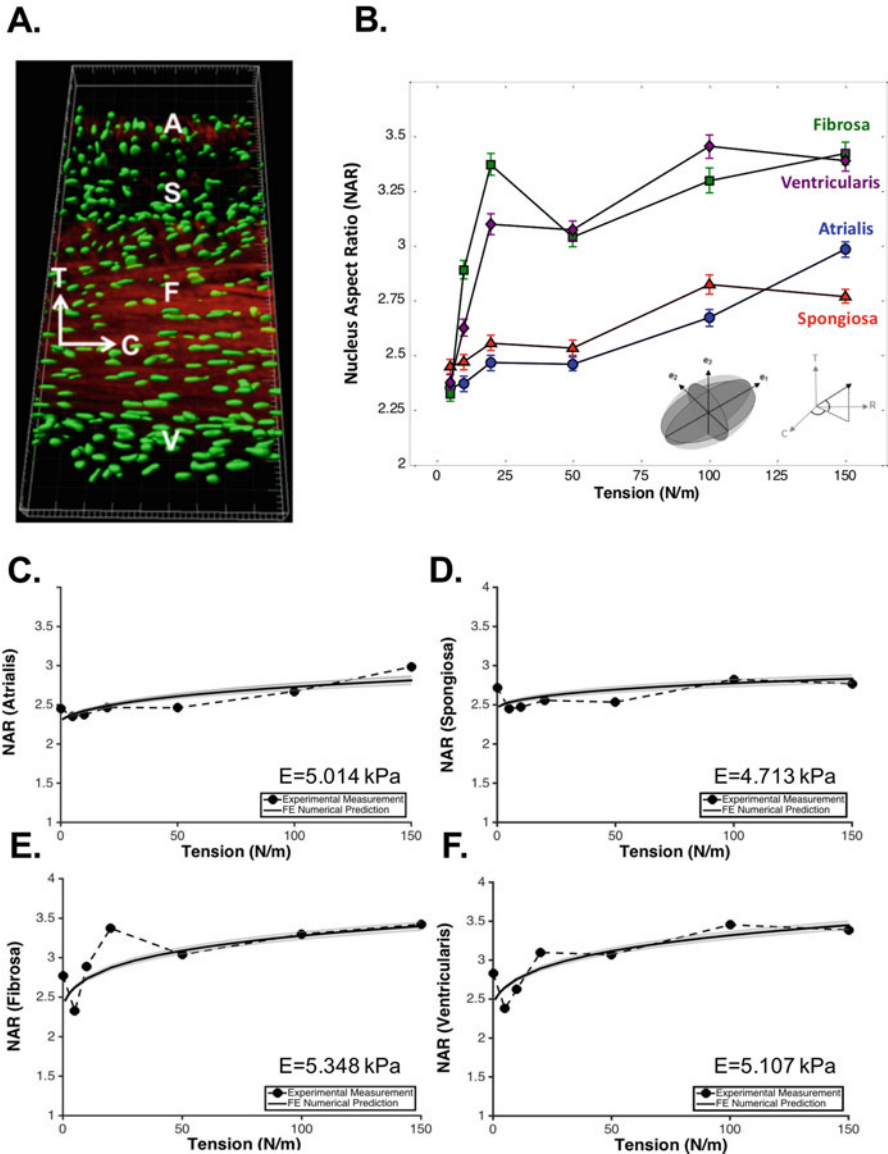 A.
A
S
F
T
C
V
B.
Nucleus Aspect Ratio (NAR)
3.5
3.25
3
2.75
2.5
2.25
2
Fibrosa
Ventricularis
Atrialis
Spongiosa
e₂
e₃
e₁
T
R
C
0
25
50
75
100
125
150
Tension (N/m)
C.
NAR (Atrialis)
4
3.5
3
2.5
2
1.5
1
E=5.014 kPa
Experimental Measurement
FE Numerical Prediction
0
50
100
150
Tension (N/m)
D.
NAR (Spongiosa)
4
3.5
3
2.5
2
1.5
1
E=4.713 kPa
Experimental Measurement
FE Numerical Prediction
0
50
100
150
Tension (N/m)
E.
NAR (Fibrosa)
4
3.5
3
2.5
2
1.5
1
E=5.348 kPa
Experimental Measurement
FE Numerical Prediction
0
50
100
150
Tension (N/m)
F.
NAR (Ventricularis)
4
3.5
3
2.5
2
1.5
1
E=5.107 kPa
Experimental Measurement
FE Numerical Prediction
0
50
100
150
Tension (N/m)